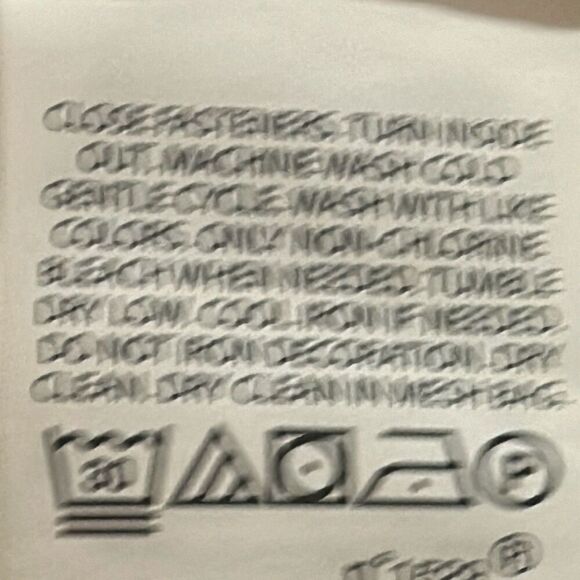 CLOSE FASTENERS. TURN INSIDE
OUT. MACHINE WASH COLD
GENTLE CYCLE. WASH WITH LIKE
COLORS. ONLY NON-CHLORINE
BLEACH WHEN NEEDED. TUMBLE
DRY LOW. COOL IRON IF NEEDED.
DO NOT IRON DECORATION. DRY
CLEAN. DRY CLEAN IN MESH BAG.
30
P